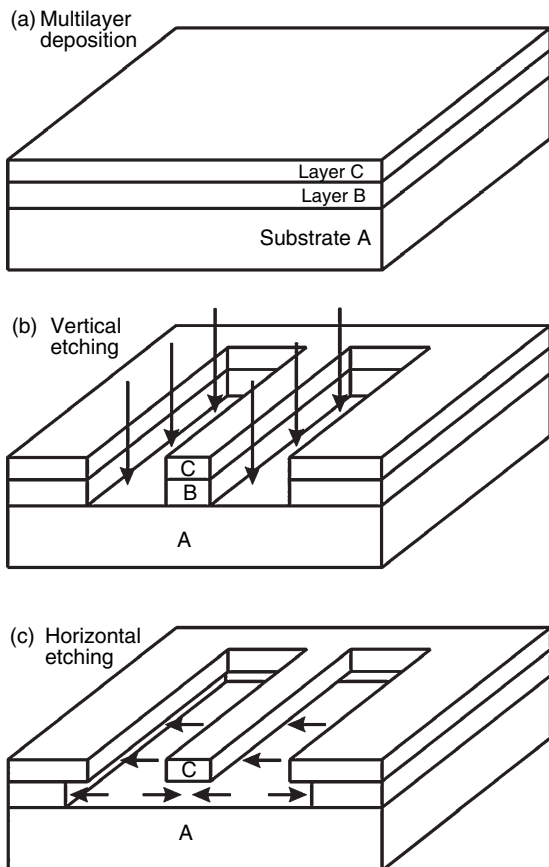 (a) Multilayer
deposition
Layer C
Layer B
Substrate A
(b) Vertical
etching
C
B
A
(c) Horizontal
etching
C
A